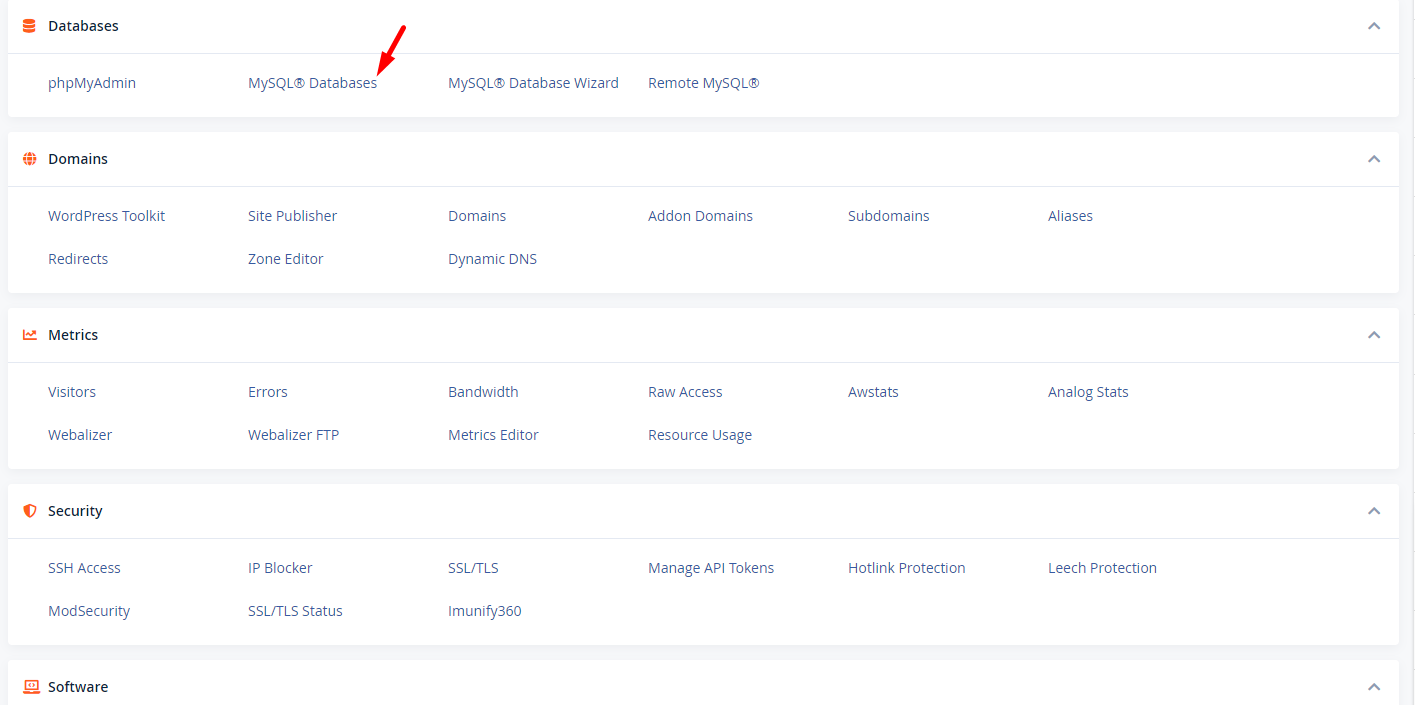 Databases
phpMyAdmin MySQL® Databases MySQL® Database Wizard Remote MySQL®
Domains
WordPress Toolkit Site Publisher Domains Addon Domains Subdomains Aliases
Redirects Zone Editor Dynamic DNS
Metrics
Visitors Errors Bandwidth Raw Access Awstats Analog Stats
Webalizer Webalizer FTP Metrics Editor Resource Usage
Security
SSH Access IP Blocker SSL/TLS Manage API Tokens Hotlink Protection Leech Protection
ModSecurity SSL/TLS Status Imunify360
Software